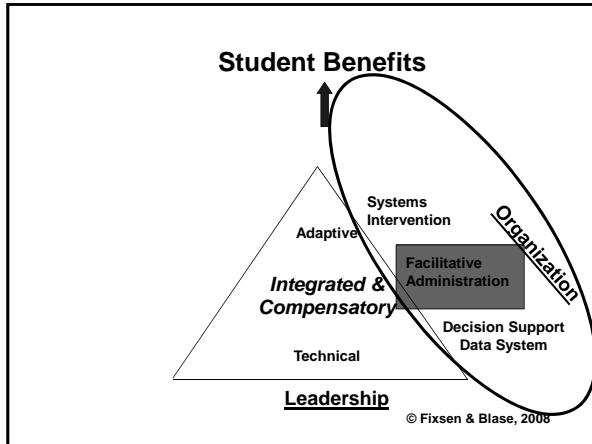 Student Benefits
Systems
Intervention
Organization
Adaptive
Facilitative
Administration
Integrated &
Compensatory
Decision Support
Data System
Technical
Leadership
© Fixsen & Blase, 2008